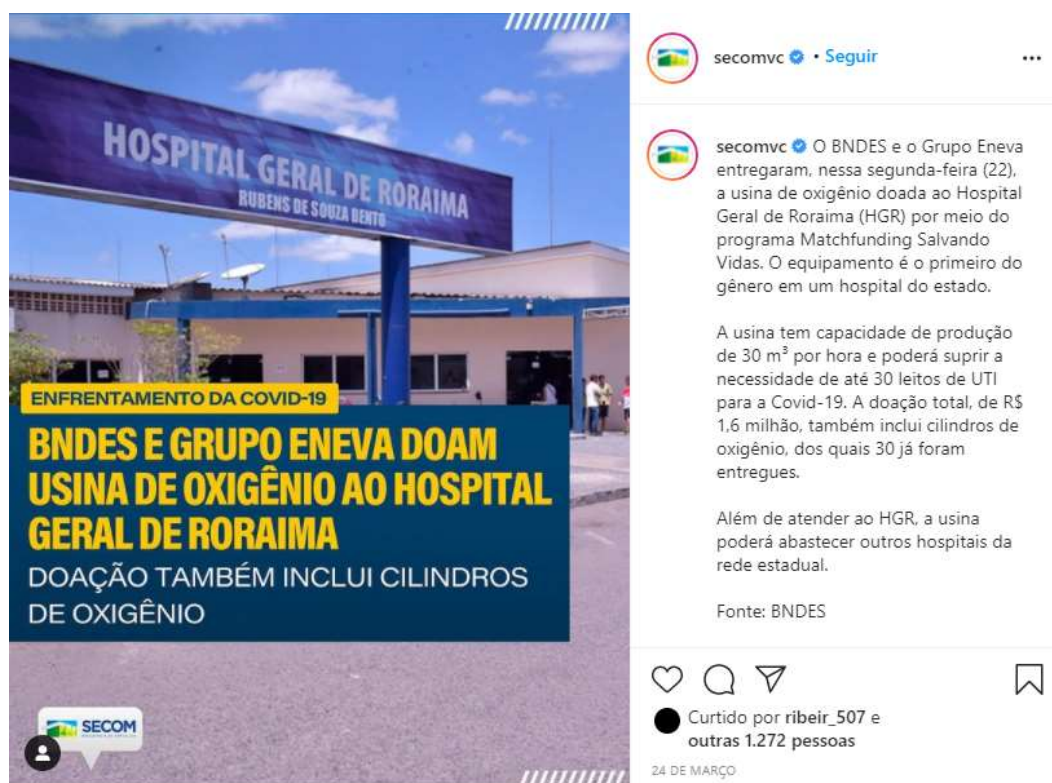 HOSPITAL GERAL DE RORAIMA
RUBENS DE SOUZA BENTO
ENFRENTAMENTO DA COVID-19
BNDES E GRUPO ENEVA DOAM
USINA DE OXIGÊNIO AO HOSPITAL
GERAL DE RORAIMA
DOAÇÃO TAMBÉM INCLUI CILINDROS
DE OXIGÊNIO
SECOM
secomvc • Seguir
secomvc O BNDES e o Grupo Eneva
entregaram, nessa segunda-feira (22),
a usina de oxigênio doada ao Hospital
Geral de Roraima (HGR) por meio do
programa Matchfunding Salvando
Vidas. O equipamento é o primeiro do
gênero em um hospital do estado.
A usina tem capacidade de produção
de 30 m³ por hora e poderá suprir a
necessidade de até 30 leitos de UTI
para a Covid-19. A doação total, de R$
1,6 milhão, também inclui cilindros de
oxigênio, dos quais 30 já foram
entregues.
Além de atender ao HGR, a usina
poderá abastecer outros hospitais da
rede estadual.
Fonte: BNDES
Curtido por ribeir_507 e
outras 1.272 pessoas
24 DE MARÇO